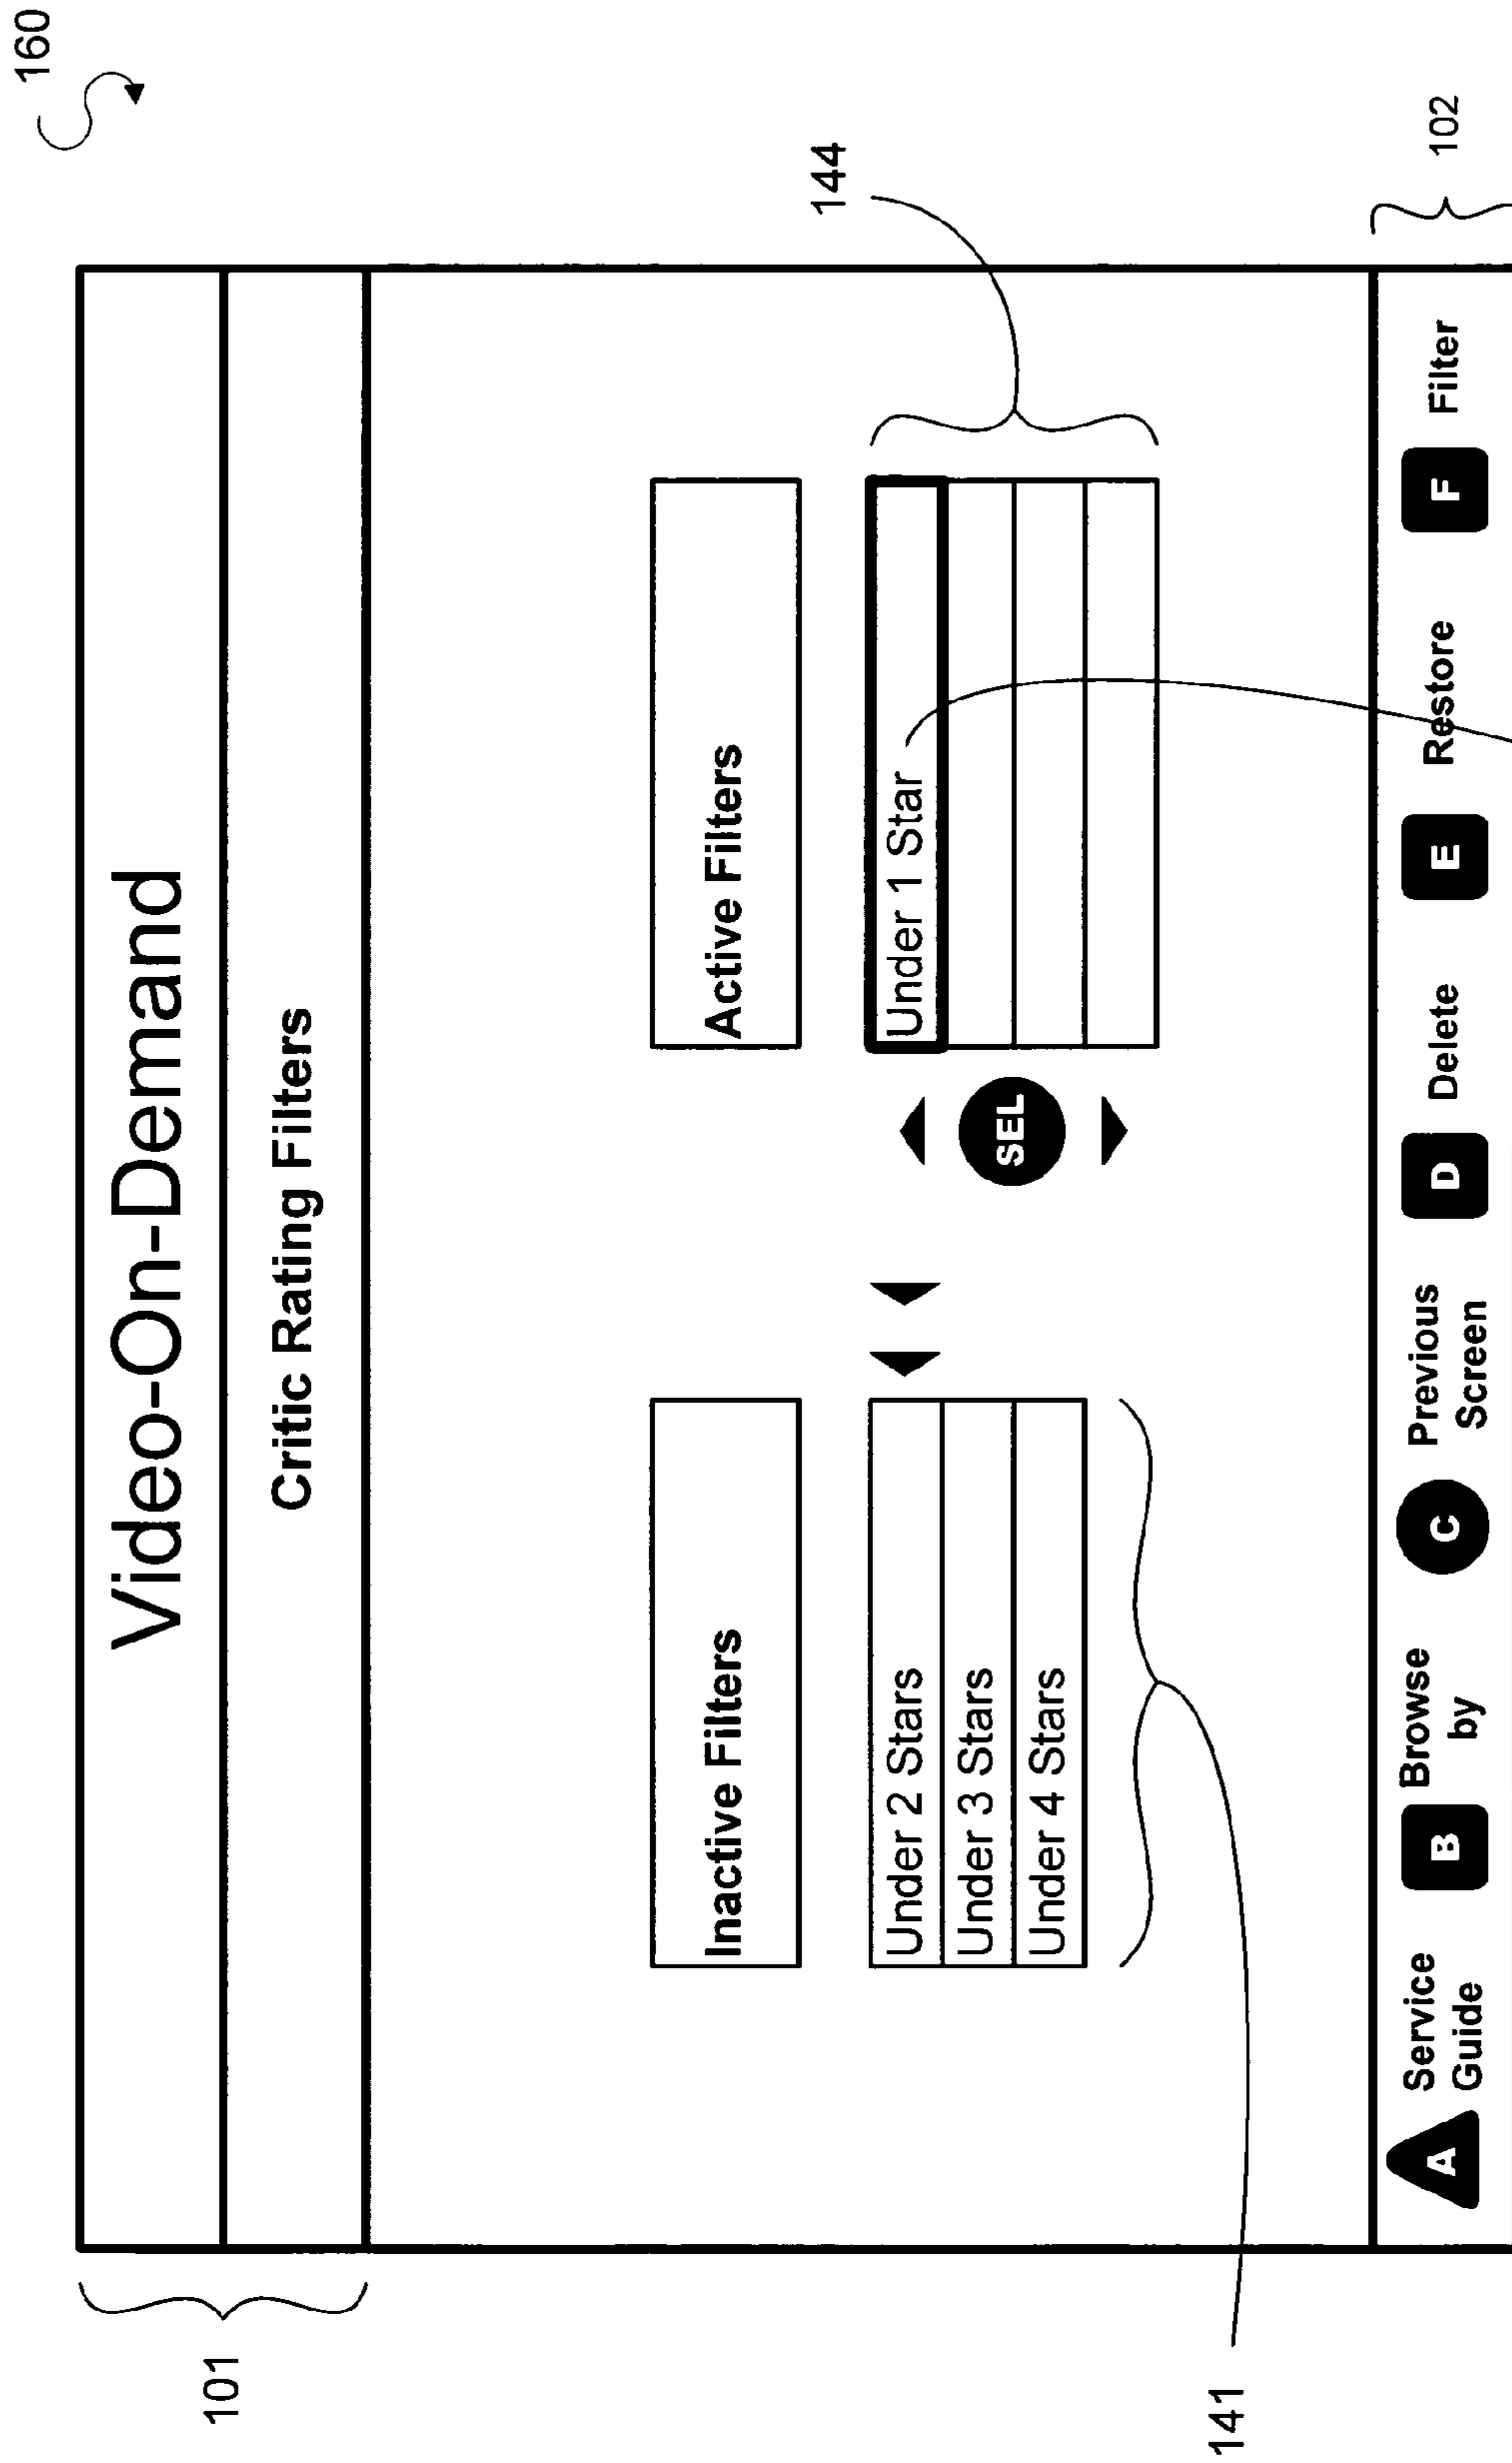 160
101
Video-On-Demand
Critic Rating Filters
Inactive Filters
Active Filters
144
Under 2 Stars
Under 3 Stars
Under 4 Stars
SEL
Under 1 Star
141
A Service Guide
B Browse by
C Previous Screen
D Delete
E Restore
F Filter
102